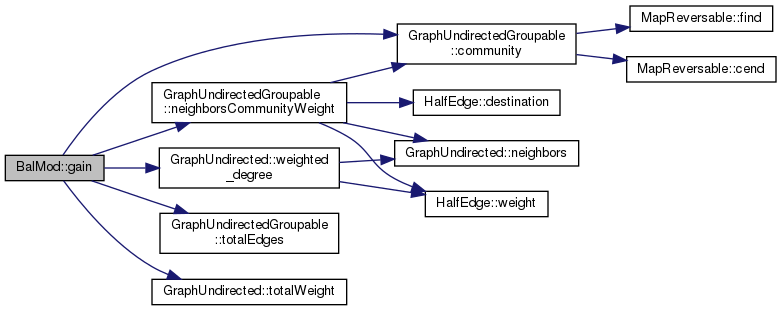 BalMod::gain
GraphUndirectedGroupable
::community
MapReversable::find
MapReversable::cend
GraphUndirectedGroupable
::neighborsCommunityWeight
HalfEdge::destination
GraphUndirected::neighbors
HalfEdge::weight
GraphUndirected::weighted
_degree
GraphUndirectedGroupable
::totalEdges
GraphUndirected::totalWeight